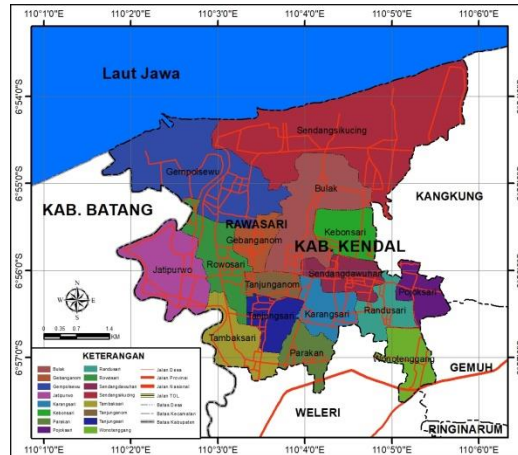 110°1'0"E 110°2'0"E 110°3'0"E 110°4'0"E 110°5'0"E 110°6'0"E
Laut Jawa
6°54'0"S
Sendangsikucing
6°55'0"S
Gempolsewu
Bulak
KANGKUNG
KAB. BATANG
RAWASARI
Kebonsari
Gebanganom
KAB. KENDAL
6°56'0"S
Jatipurwo
Rowosari
Sendangdawuhan
Pojoksari
Tanjunganom
Tanjungsari
Karangsari
Randusari
Tambaksari
Parakan
Wonotenggang
6°57'0"S
0 0.35 0.7 1.4
KM
GEMUH
WELERI
RINGINARUM
KETERANGAN
Bulak
Gebanganom
Gempolsewu
Jatipurwo
Karangsari
Kebonsari
Parakan
Pojoksari
Randusari
Rowosari
Sendangdawuhan
Sendangsikucing
Tambaksari
Tanjunganom
Tanjungsari
Wonotenggang
Jalan Desa
Jalan Provinsi
Jalan Nasional
Jalan TOL
Batas Desa
Batas Kecamatan
Batas Kabupaten
110°1'0"E 110°2'0"E 110°3'0"E 110°4'0"E 110°5'0"E 110°6'0"E